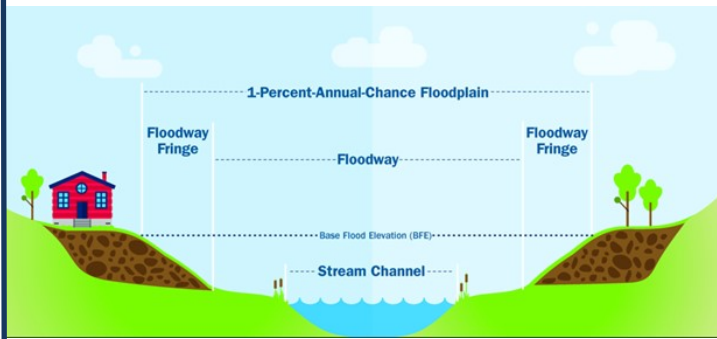 1-Percent-Annual-Chance Floodplain
Floodway
Fringe
Floodway
Fringe
Floodway
Base Flood Elevation (BFE)
Stream Channel